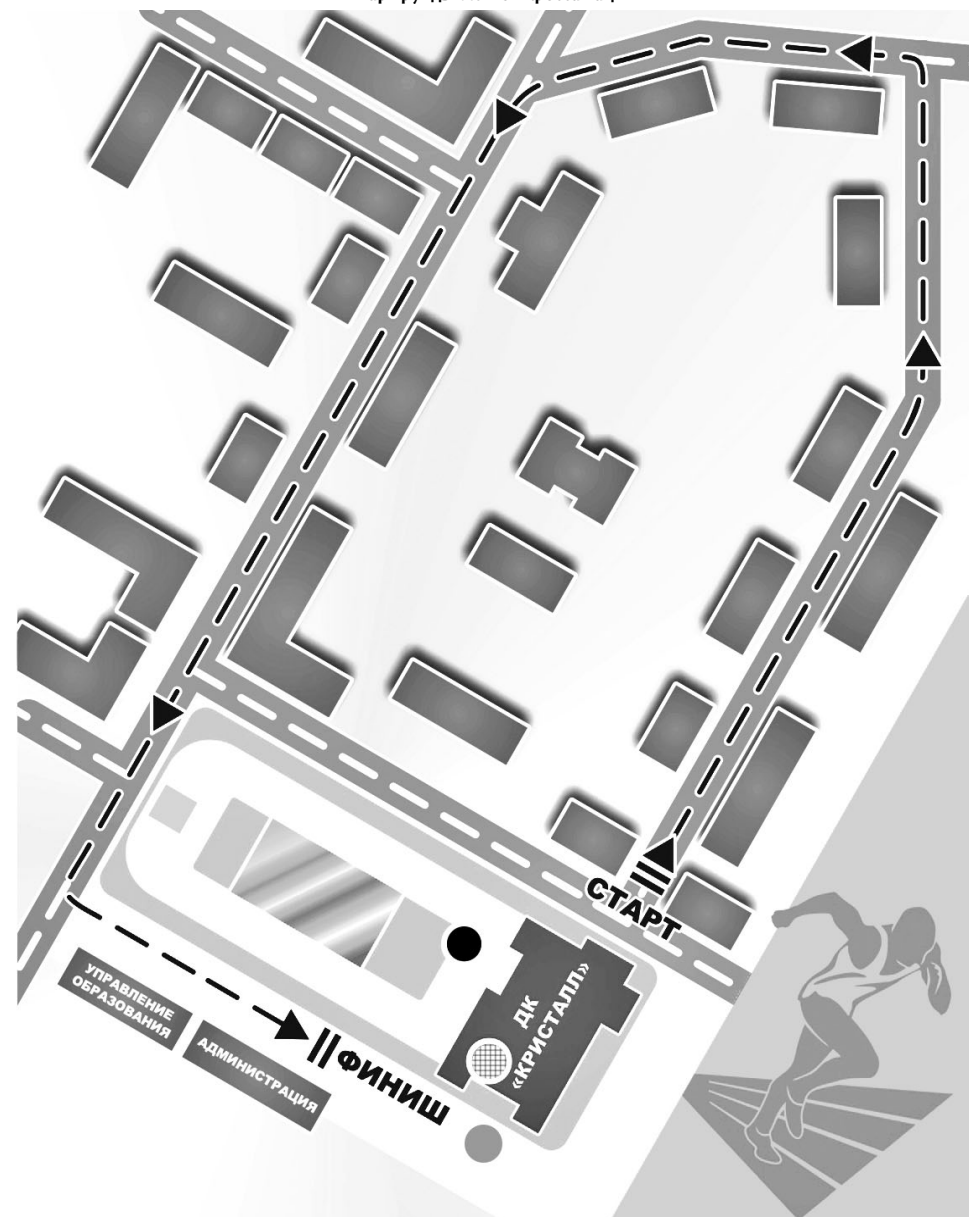 СТАРТ
ДК
«КРИСТАЛЛ»
УПРАВЛЕНИЕ
ОБРАЗОВАНИЯ
АДМИНИСТРАЦИЯ
ФИНИШ